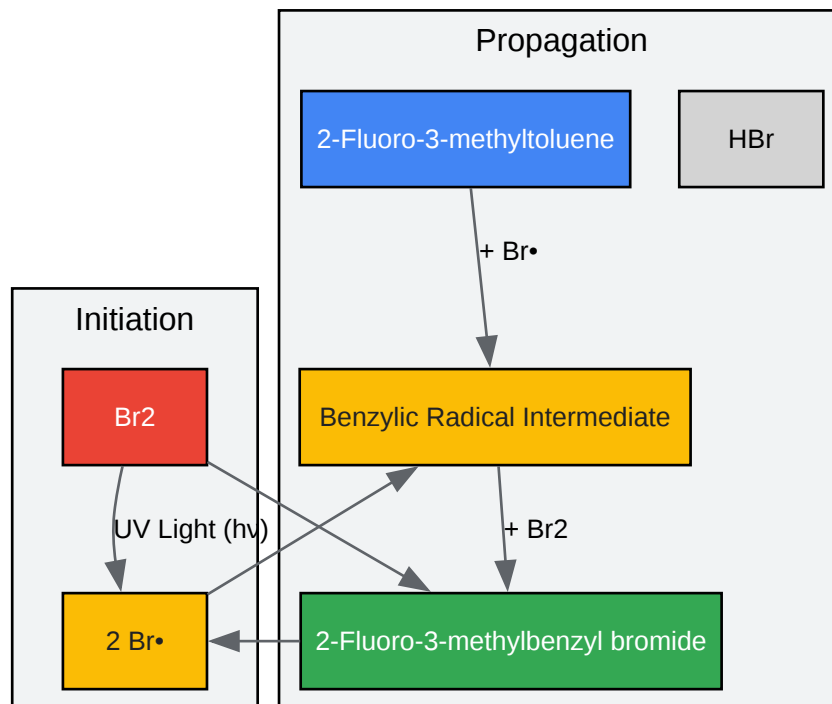 Propagation
2-Fluoro-3-methyltoluene
HBr
+ Br•
Initiation
Br2
Benzylic Radical Intermediate
UV Light (hν)
+ Br2
2 Br•
2-Fluoro-3-methylbenzyl bromide